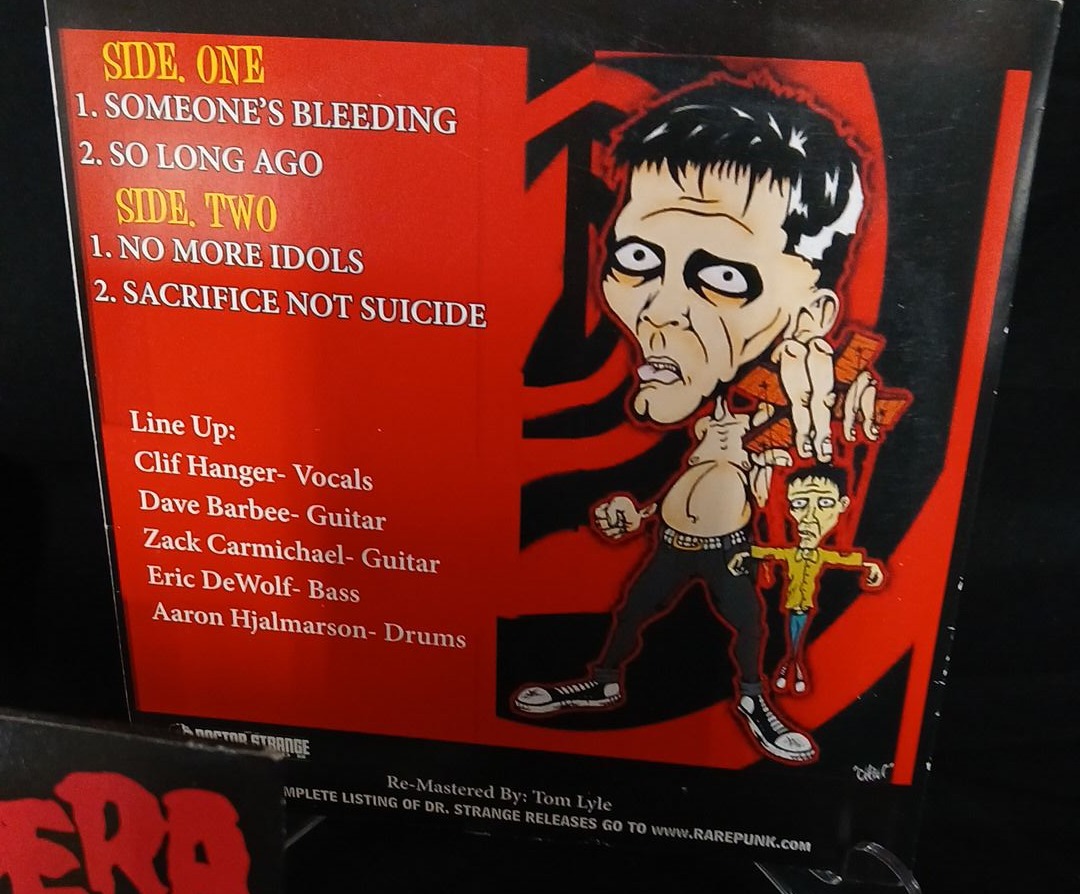 SIDE. ONE
1. SOMEONE'S BLEEDING
2. SO LONG AGO
SIDE. TWO
1. NO MORE IDOLS
2. SACRIFICE NOT SUICIDE
Line Up:
Clif Hanger- Vocals
Dave Barbee- Guitar
Zack Carmichael- Guitar
Eric DeWolf- Bass
Aaron Hjalmarson- Drums
DOCTOR STRANGE
Re-Mastered By: Tom Lyle
MPLETE LISTING OF DR. STRANGE RELEASES GO TO www.RAREPUNK.com